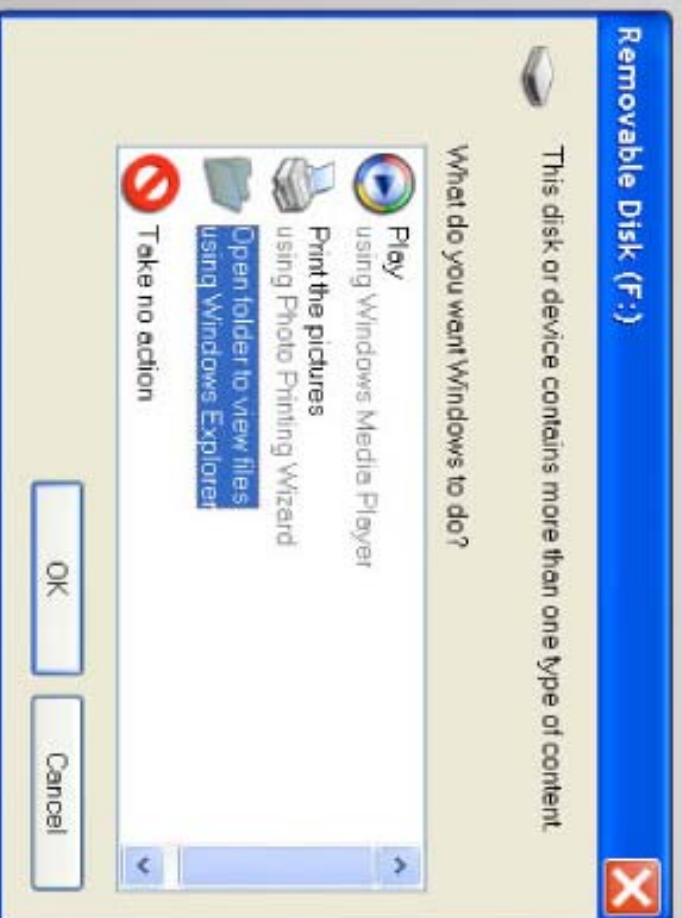 Removable Disk (F:)
This disk or device contains more than one type of content.
What do you want Windows to do?
Play
using Windows Media Player
Print the pictures
using Photo Printing Wizard
Open folder to view files
using Windows Explorer
Take no action
OK
Cancel